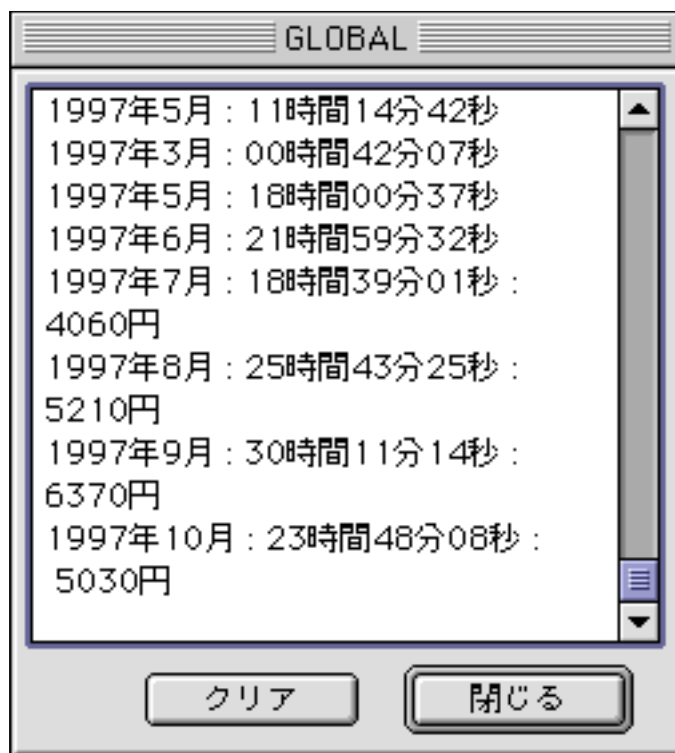 GLOBAL
1997年5月：11時間14分42秒
1997年3月：00時間42分07秒
1997年5月：18時間00分37秒
1997年6月：21時間59分32秒
1997年7月：18時間39分01秒：
4060円
1997年8月：25時間43分25秒：
5210円
1997年9月：30時間11分14秒：
6370円
1997年10月：23時間48分08秒：
5030円
クリア
閉じる